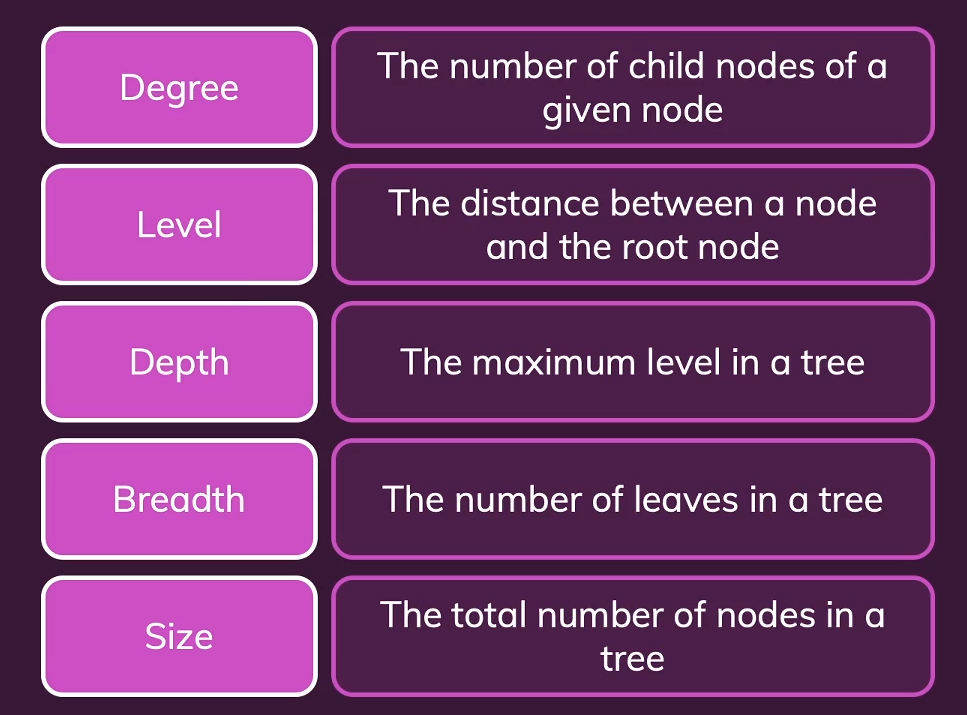 Degree
The number of child nodes of a
given node
Level
The distance between a node
and the root node
Depth
The maximum level in a tree
Breadth
The number of leaves in a tree
Size
The total number of nodes in a
tree